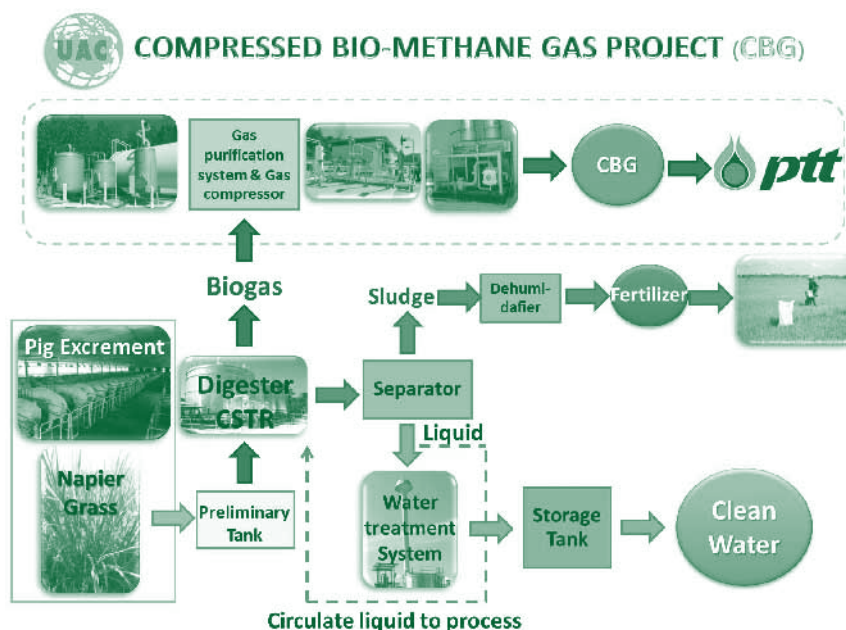 UAC
COMPRESSED BIO-METHANE GAS PROJECT (CBG)
Gas
purification
system & Gas
compressor
CBG
ptt
Biogas
Sludge
Dehumi-
dafier
Fertilizer
Pig Excrement
Digester
CSTR
Separator
Liquid
Napier
Grass
Preliminary
Tank
Water
treatment
System
Storage
Tank
Clean
Water
Circulate liquid to process